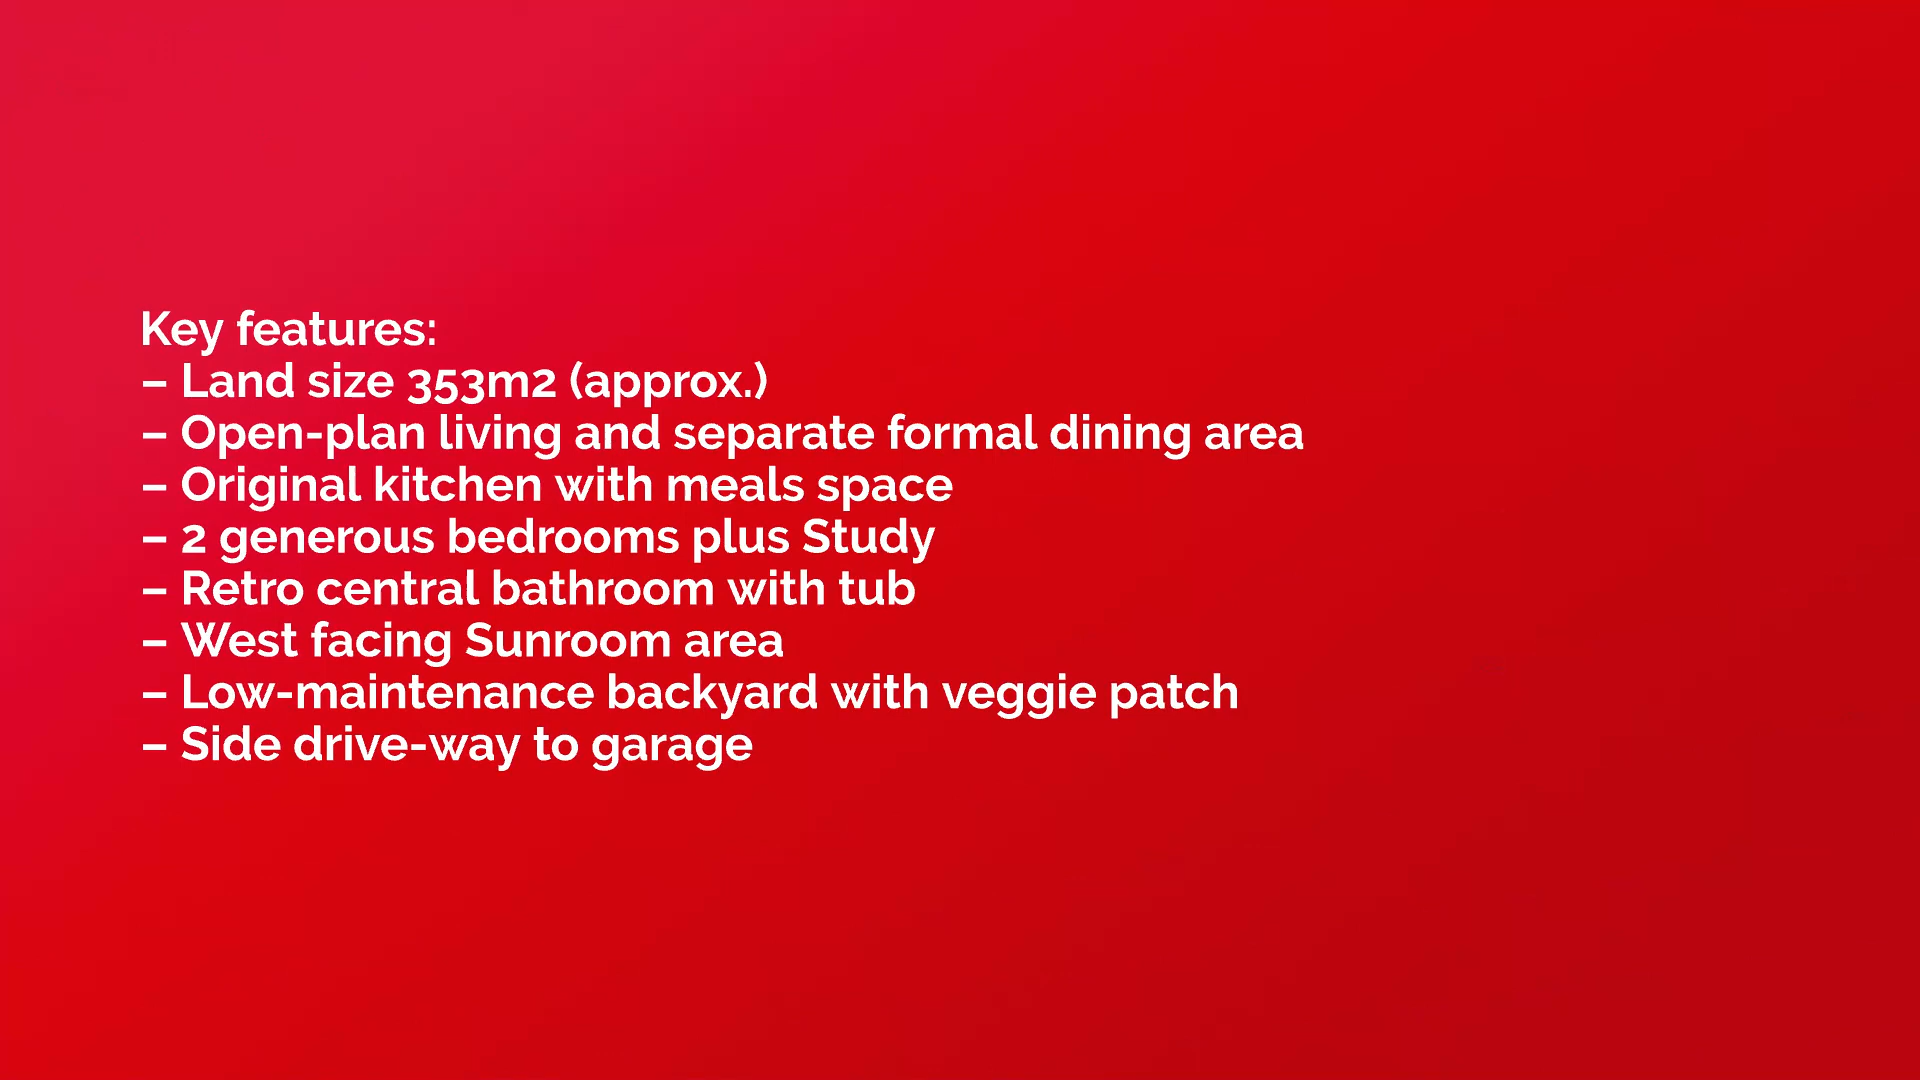 Key features:
– Land size 353m2 (approx.)
– Open-plan living and separate formal dining area
– Original kitchen with meals space
– 2 generous bedrooms plus Study
– Retro central bathroom with tub
– West facing Sunroom area
– Low-maintenance backyard with veggie patch
– Side drive-way to garage